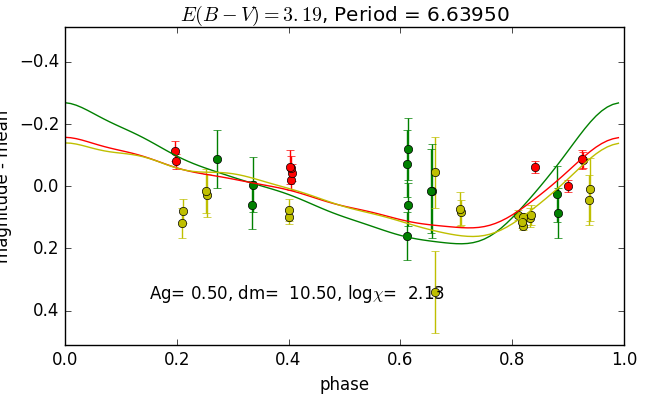 E(B − V) = 3.19, Period = 6.63950
magnitude - mean
−0.4
−0.2
0.0
0.2
0.4
Ag= 0.50, dm= 10.50, logχ= 2.13
0.0 0.2 0.4 0.6 0.8 1.0
phase